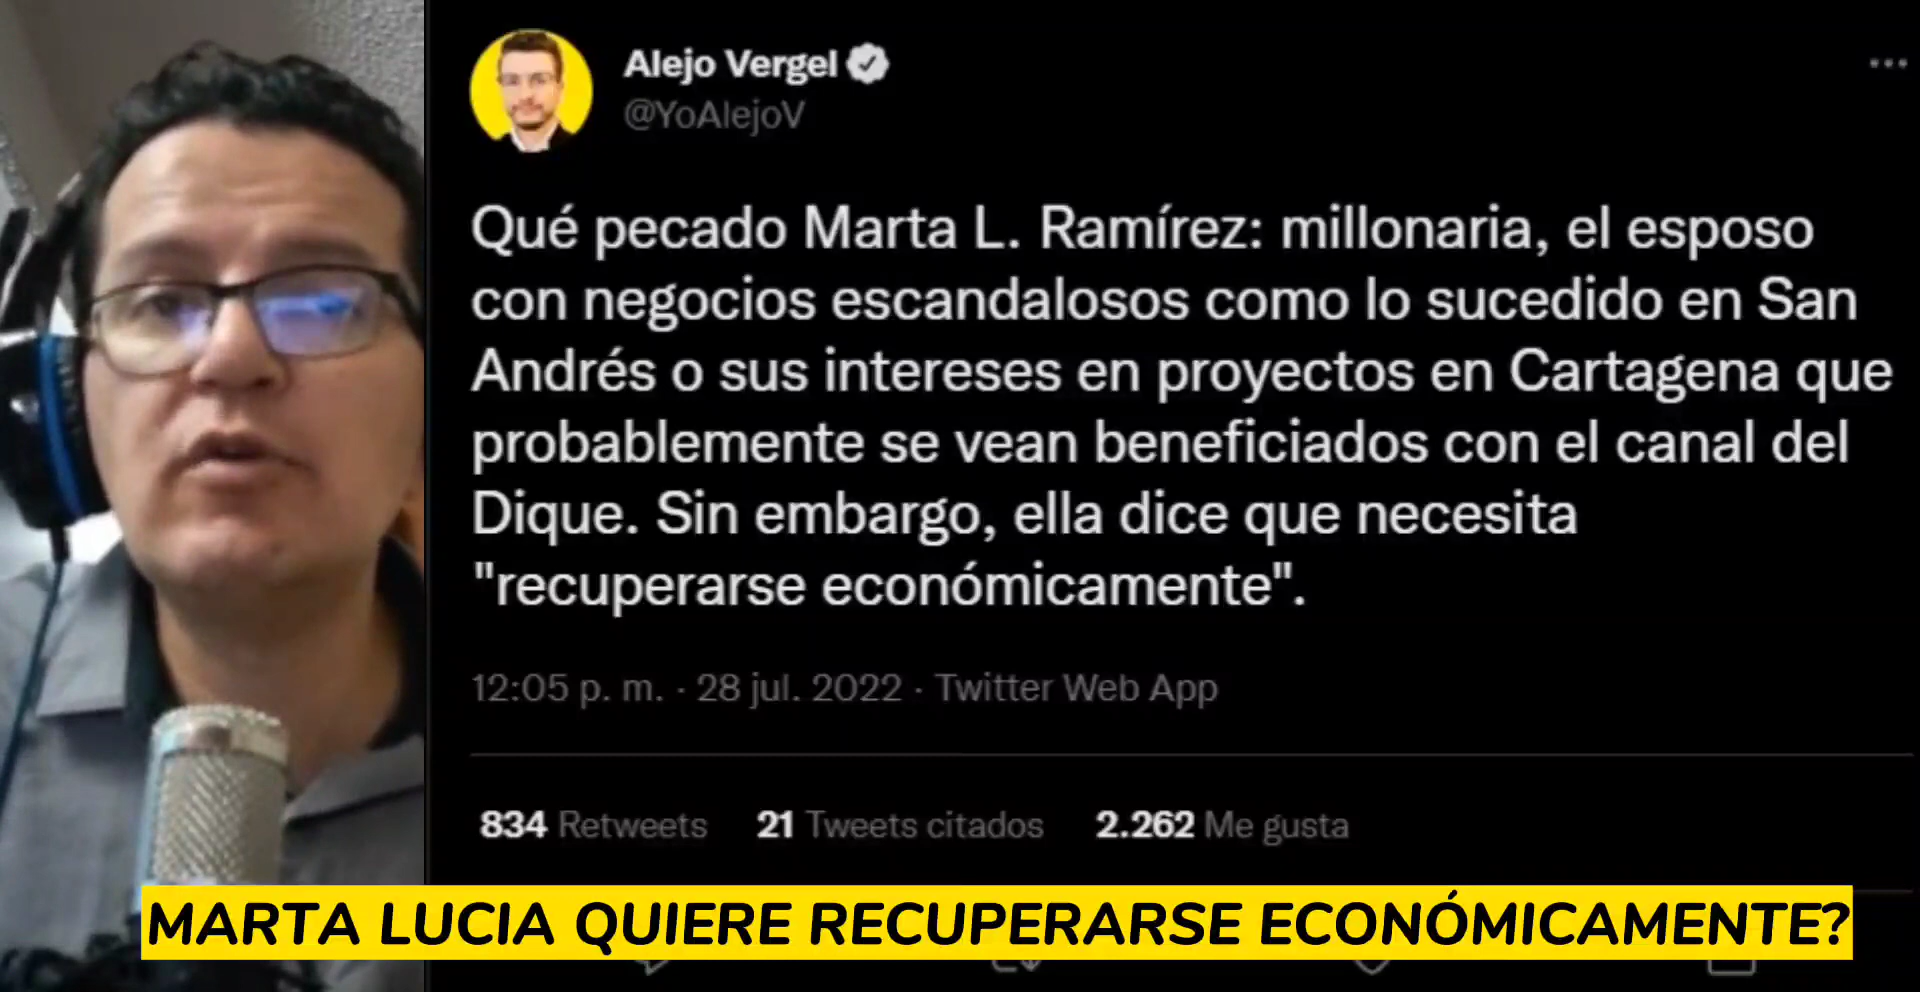 Alejo Vergel
@YoAlejoV
Qué pecado Marta L. Ramírez: millonaria, el esposo
con negocios escandalosos como lo sucedido en San
Andrés o sus intereses en proyectos en Cartagena que
probablemente se vean beneficiados con el canal del
Dique. Sin embargo, ella dice que necesita
"recuperarse económicamente".
12:05 p. m. · 28 jul. 2022 · Twitter Web App
834 Retweets 21 Tweets citados 2.262 Me gusta
MARTA LUCIA QUIERE RECUPERARSE ECONÓMICAMENTE?